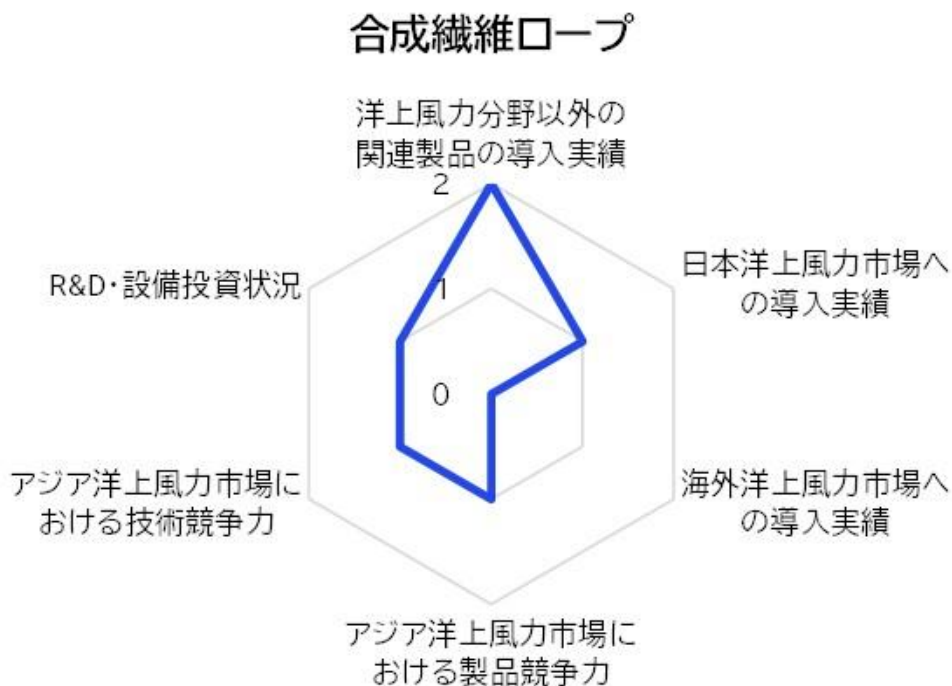 合成繊維ロープ
洋上風力分野以外の
関連製品の導入実績
2
日本洋上風力市場へ
の導入実績
R&D・設備投資状況
1
0
アジア洋上風力市場に
おける技術競争力
海外洋上風力市場へ
の導入実績
アジア洋上風力市場に
おける製品競争力